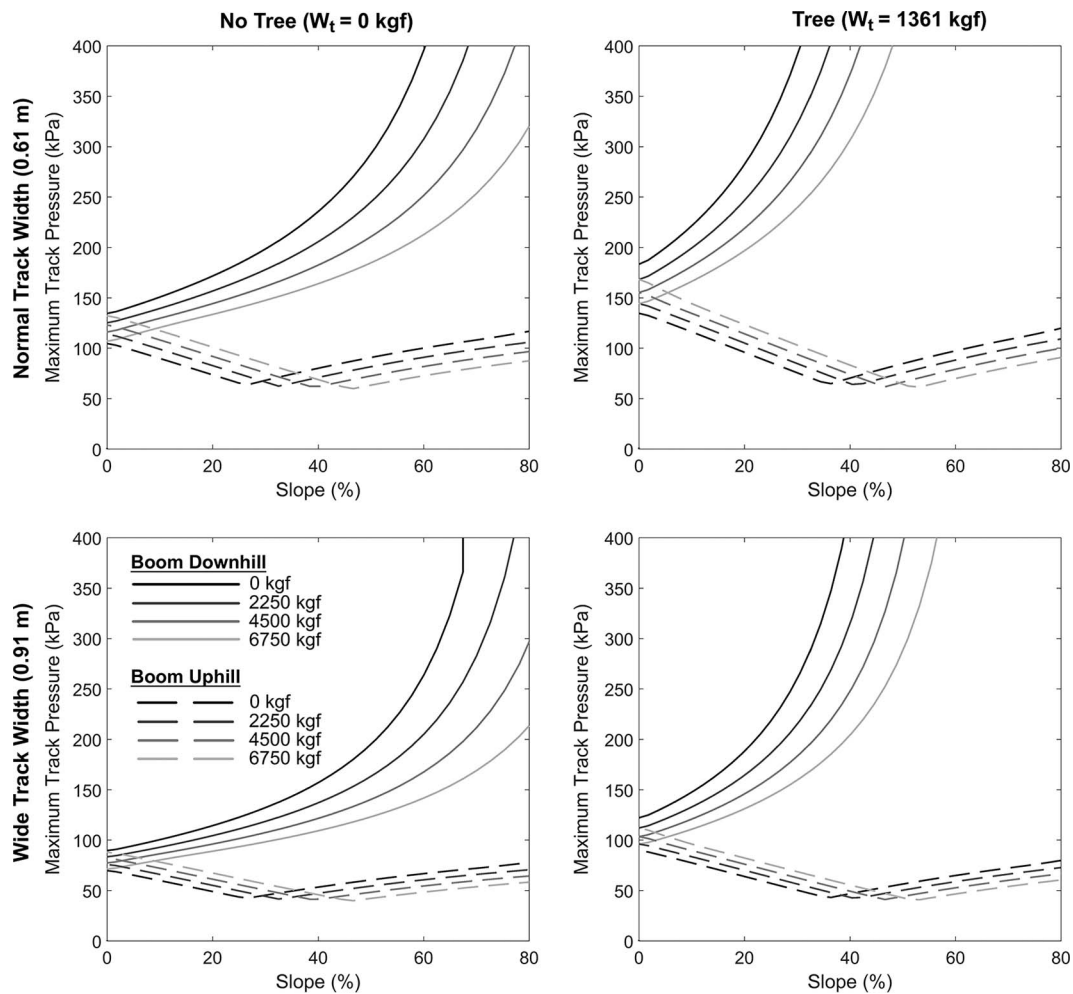 No Tree (Wₜ = 0 kgf)
Tree (Wₜ = 1361 kgf)
Normal Track Width (0.61 m)
Maximum Track Pressure (kPa)
400
350
300
250
200
150
100
50
0
0 20 40 60 80
Slope (%)
Maximum Track Pressure (kPa)
400
350
300
250
200
150
100
50
0
0 20 40 60 80
Slope (%)
Wide Track Width (0.91 m)
Maximum Track Pressure (kPa)
400
350
300
250
200
150
100
50
0
Boom Downhill
0 kgf
2250 kgf
4500 kgf
6750 kgf
Boom Uphill
0 kgf
2250 kgf
4500 kgf
6750 kgf
0 20 40 60 80
Slope (%)
Maximum Track Pressure (kPa)
400
350
300
250
200
150
100
50
0
0 20 40 60 80
Slope (%)